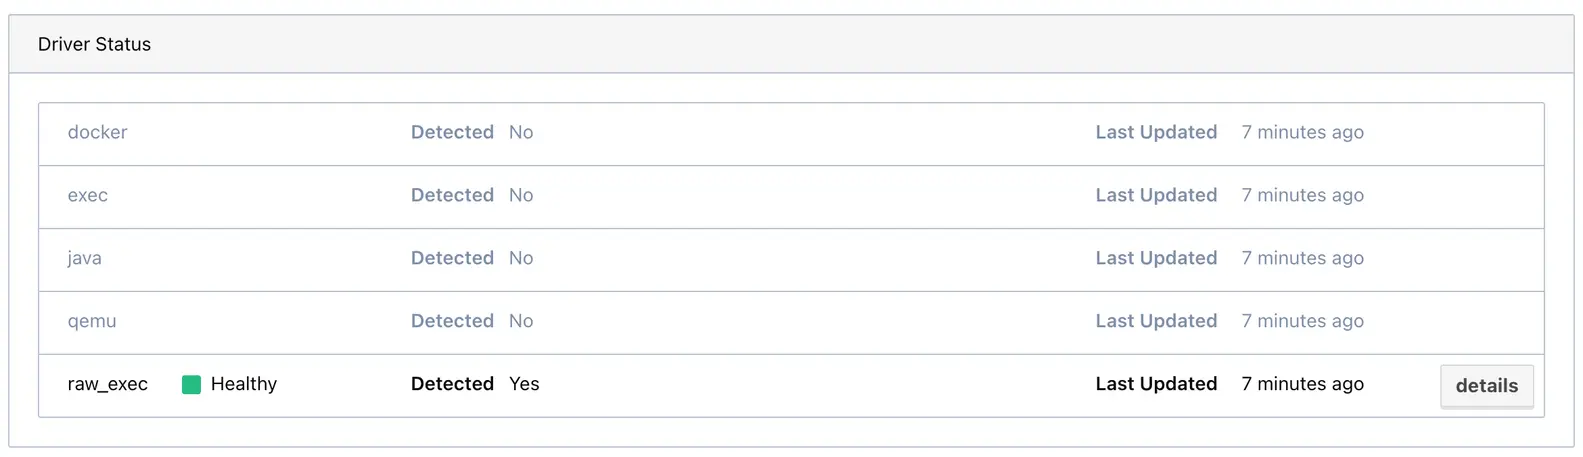 Driver Status
docker Detected No Last Updated 7 minutes ago
exec Detected No Last Updated 7 minutes ago
java Detected No Last Updated 7 minutes ago
qemu Detected No Last Updated 7 minutes ago
raw_exec Healthy Detected Yes Last Updated 7 minutes ago details